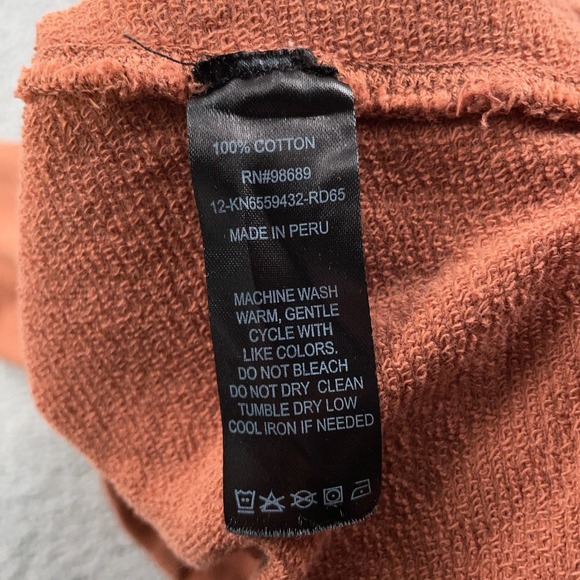 100% COTTON
RN#98689
12-KN6559432-RD65
MADE IN PERU
MACHINE WASH
WARM, GENTLE
CYCLE WITH
LIKE COLORS.
DO NOT BLEACH
DO NOT DRY CLEAN
TUMBLE DRY LOW
COOL IRON IF NEEDED